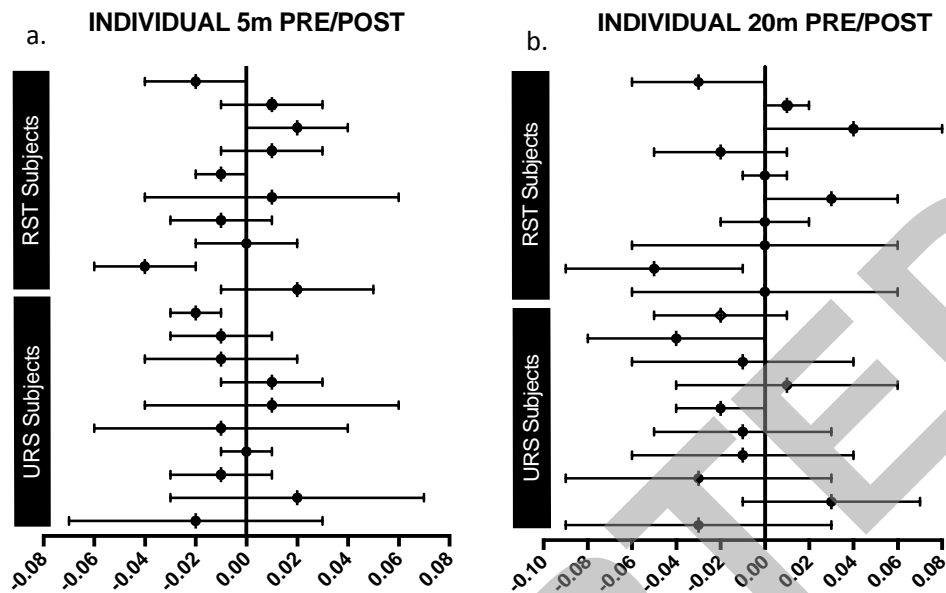 a.
INDIVIDUAL 5m PRE/POST
RST Subjects
URS Subjects
-0.08 -0.06 -0.04 -0.02 0.00 0.02 0.04 0.06 0.08
b.
INDIVIDUAL 20m PRE/POST
RST Subjects
URS Subjects
-0.10 -0.08 -0.06 -0.04 -0.02 0.00 0.02 0.04 0.06 0.08
PTED